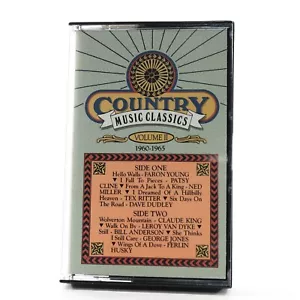 COUNTRY
MUSIC CLASSICS
VOLUME II
1960-1965
SIDE ONE
Hello Walls - FARON YOUNG
♥ I Fall To Pieces - PATSY
CLINE ♥ From A Jack To A King - NED
MILLER ♥ I Dreamed Of A Hillbilly
Heaven - TEX RITTER ♥ Six Days On
The Road - DAVE DUDLEY
SIDE TWO
Wolverton Mountain - CLAUDE KING
♥ Walk On By - LEROY VAN DYKE ♥
Still - BILL ANDERSON ♥ She Thinks
I Still Care - GEORGE JONES
♥ Wings Of A Dove - FERLIN
HUSKY